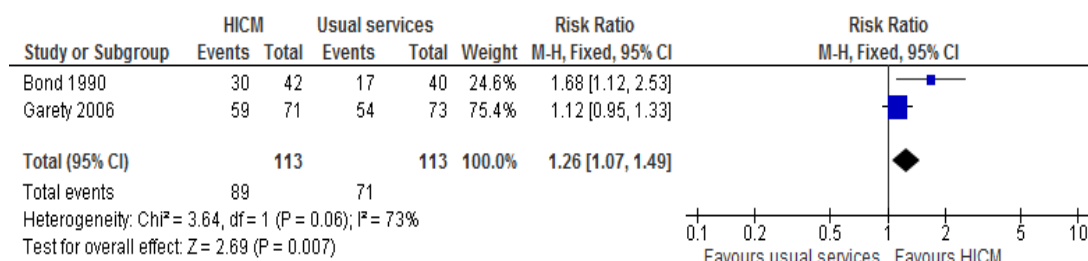 HICM Usual services Risk Ratio Risk Ratio
Study or Subgroup Events Total Events Total Weight M-H, Fixed, 95% CI M-H, Fixed, 95% CI
Bond 1990 30 42 17 40 24.6% 1.68 [1.12, 2.53]
Garety 2006 59 71 54 73 75.4% 1.12 [0.95, 1.33]
Total (95% CI) 113 113 100.0% 1.26 [1.07, 1.49]
Total events 89 71
Heterogeneity: Chi² = 3.64, df = 1 (P = 0.06); I² = 73%
Test for overall effect: Z = 2.69 (P = 0.007)
0.1 0.2 0.5 1 2 5 10
Favours usual services Favours HICM